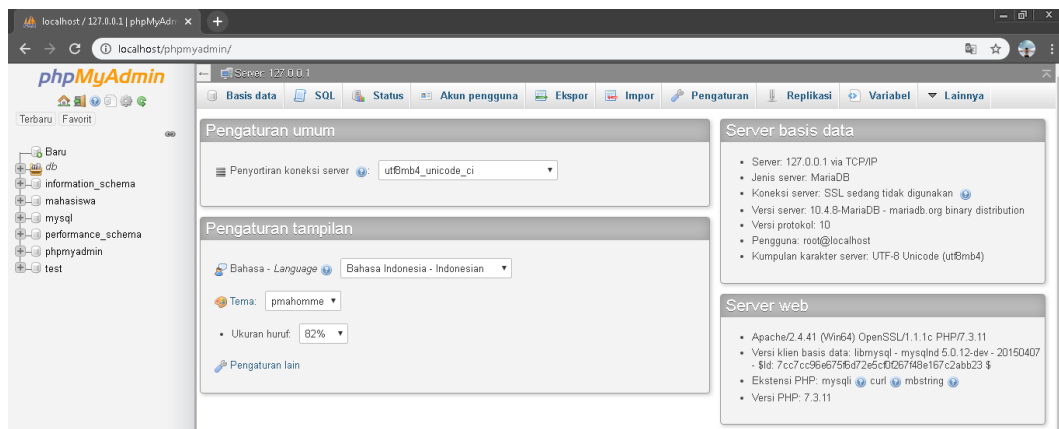 localhost / 127.0.0.1 | phpMyAdm
localhost/phpmyadmin/
phpMyAdmin
Terbaru Favorit
Baru
db
information_schema
mahasiswa
mysql
performance_schema
phpmyadmin
test
Server: 127.0.0.1
Basis data SQL Status Akun pengguna Ekspor Impor Pengaturan Replikasi Variabel Lainnya
Pengaturan umum
Penyortiran koneksi server : utf8mb4_unicode_ci
Pengaturan tampilan
Bahasa - Language Bahasa Indonesia - Indonesian
Tema: pmahomme
• Ukuran huruf: 82%
Pengaturan lain
Server basis data
• Server: 127.0.0.1 via TCP/IP
• Jenis server: MariaDB
• Koneksi server: SSL sedang tidak digunakan
• Versi server: 10.4.8-MariaDB - mariadb.org binary distribution
• Versi protokol: 10
• Pengguna: root@localhost
• Kumpulan karakter server: UTF-8 Unicode (utf8mb4)
Server web
• Apache/2.4.41 (Win64) OpenSSL/1.1.1c PHP/7.3.11
• Versi klien basis data: libmysql - mysqlnd 5.0.12-dev - 20150407
- $Id: 7cc7cc96e675f6d72e5cf0f267f48e167c2abb23 $
• Ekstensi PHP: mysqli curl mbstring
• Versi PHP: 7.3.11